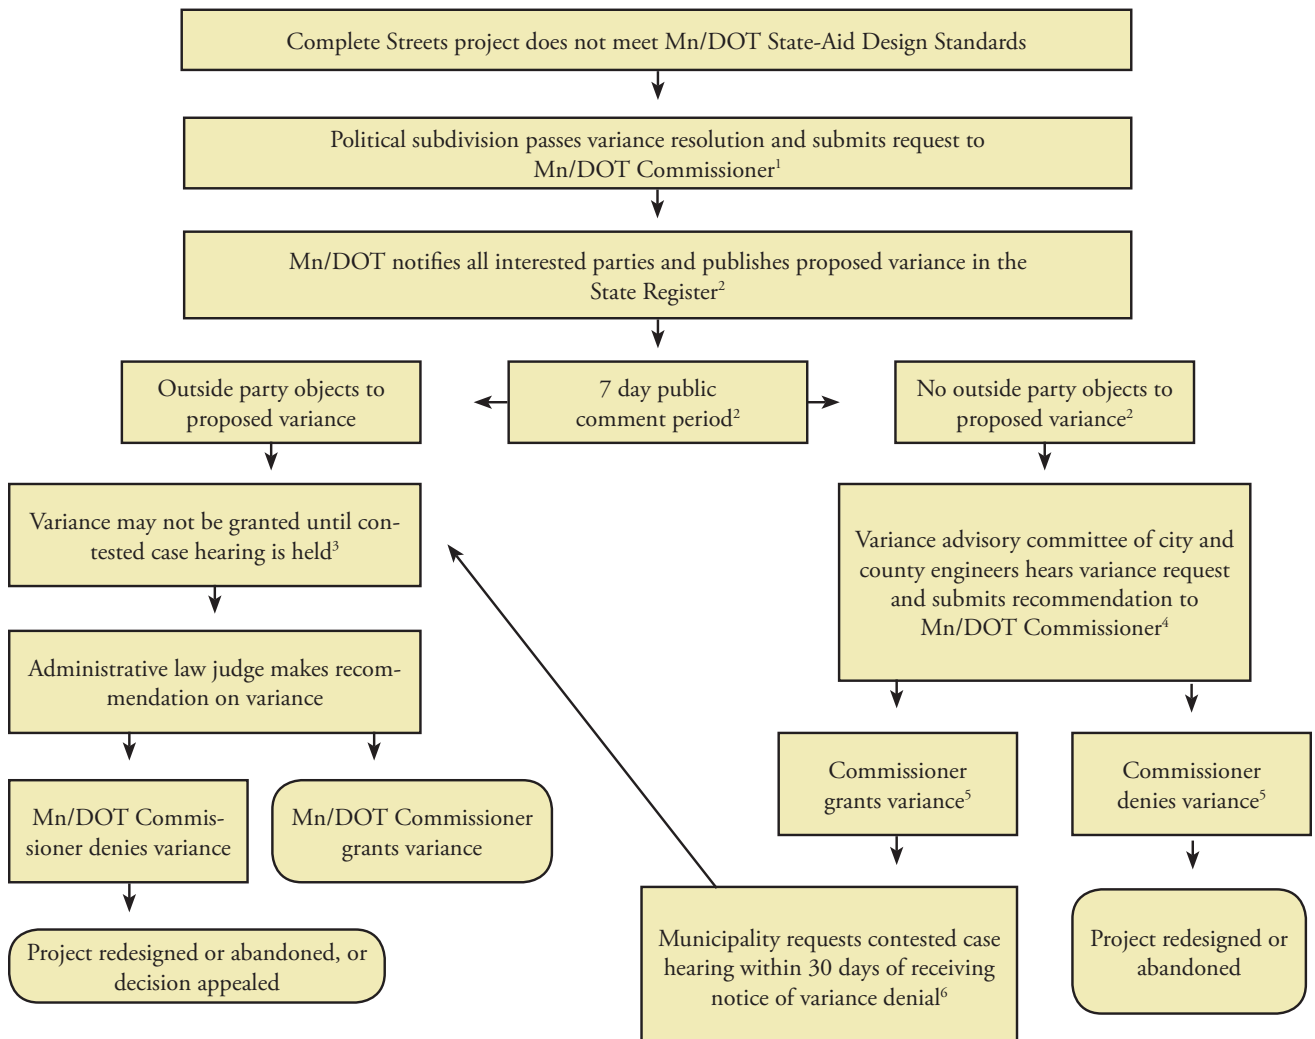 Complete Streets project does not meet Mn/DOT State-Aid Design Standards
Political subdivision passes variance resolution and submits request to
Mn/DOT Commissioner¹
Mn/DOT notifies all interested parties and publishes proposed variance in the
State Register²
Outside party objects to
proposed variance
7 day public
comment period²
No outside party objects to
proposed variance²
Variance may not be granted until con-
tested case hearing is held³
Variance advisory committee of city and
county engineers hears variance request
and submits recommendation to
Mn/DOT Commissioner⁴
Administrative law judge makes recom-
mendation on variance
Mn/DOT Commis-
sioner denies variance
Mn/DOT Commissioner
grants variance
Commissioner
grants variance⁵
Commissioner
denies variance⁵
Project redesigned or abandoned, or
decision appealed
Municipality requests contested case
hearing within 30 days of receiving
notice of variance denial⁶
Project redesigned or
abandoned